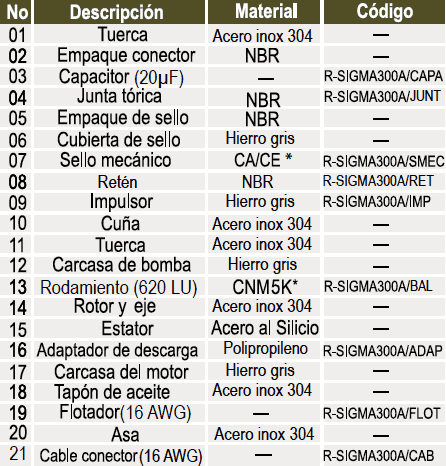 No Descripción Material Código
01 Tuerca Acero inox 304 —
02 Empaque conector NBR —
03 Capacitor (20µF) — R-SIGMA300A/CAPA
04 Junta tórica NBR R-SIGMA300A/JUNT
05 Empaque de sello NBR —
06 Cubierta de sello Hierro gris —
07 Sello mecánico CA/CE * R-SIGMA300A/SMEC
08 Retén NBR R-SIGMA300A/RET
09 Impulsor Hierro gris R-SIGMA300A/IMP
10 Cuña Acero inox 304 —
11 Tuerca Acero inox 304 —
12 Carcasa de bomba Hierro gris —
13 Rodamiento (620 LU) CNM5K* R-SIGMA300A/BAL
14 Rotor y eje Acero inox 304 —
15 Estator Acero al Silicio —
16 Adaptador de descarga Polipropileno R-SIGMA300A/ADAP
17 Carcasa del motor Hierro gris —
18 Tapón de aceite Acero inox 304 —
19 Flotador(16 AWG) — R-SIGMA300A/FLOT
20 Asa Acero inox 304 —
21 Cable conector(16 AWG) — R-SIGMA300A/CAB